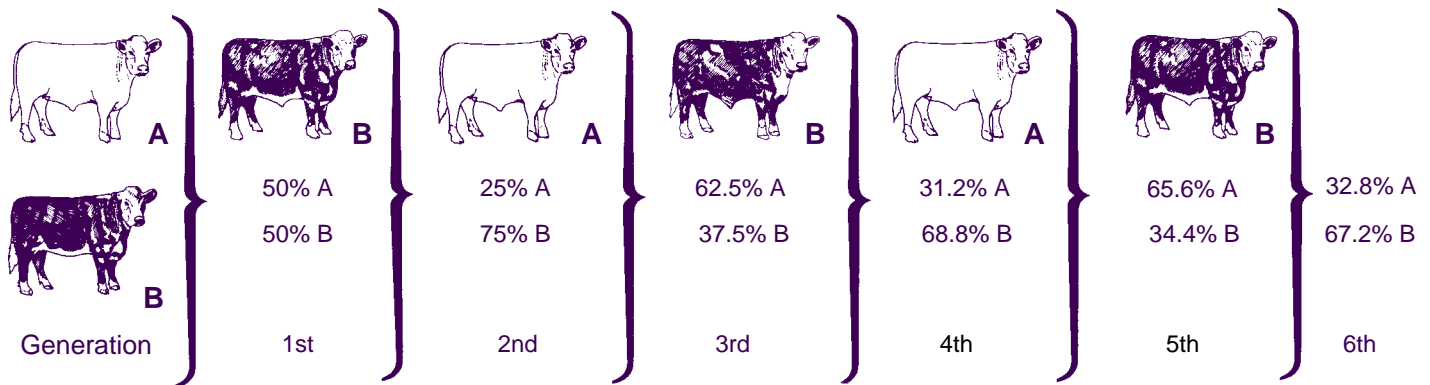 A B A B A B
50% A 25% A 62.5% A 31.2% A 65.6% A 32.8% A
50% B 75% B 37.5% B 68.8% B 34.4% B 67.2% B
B
Generation 1st 2nd 3rd 4th 5th 6th